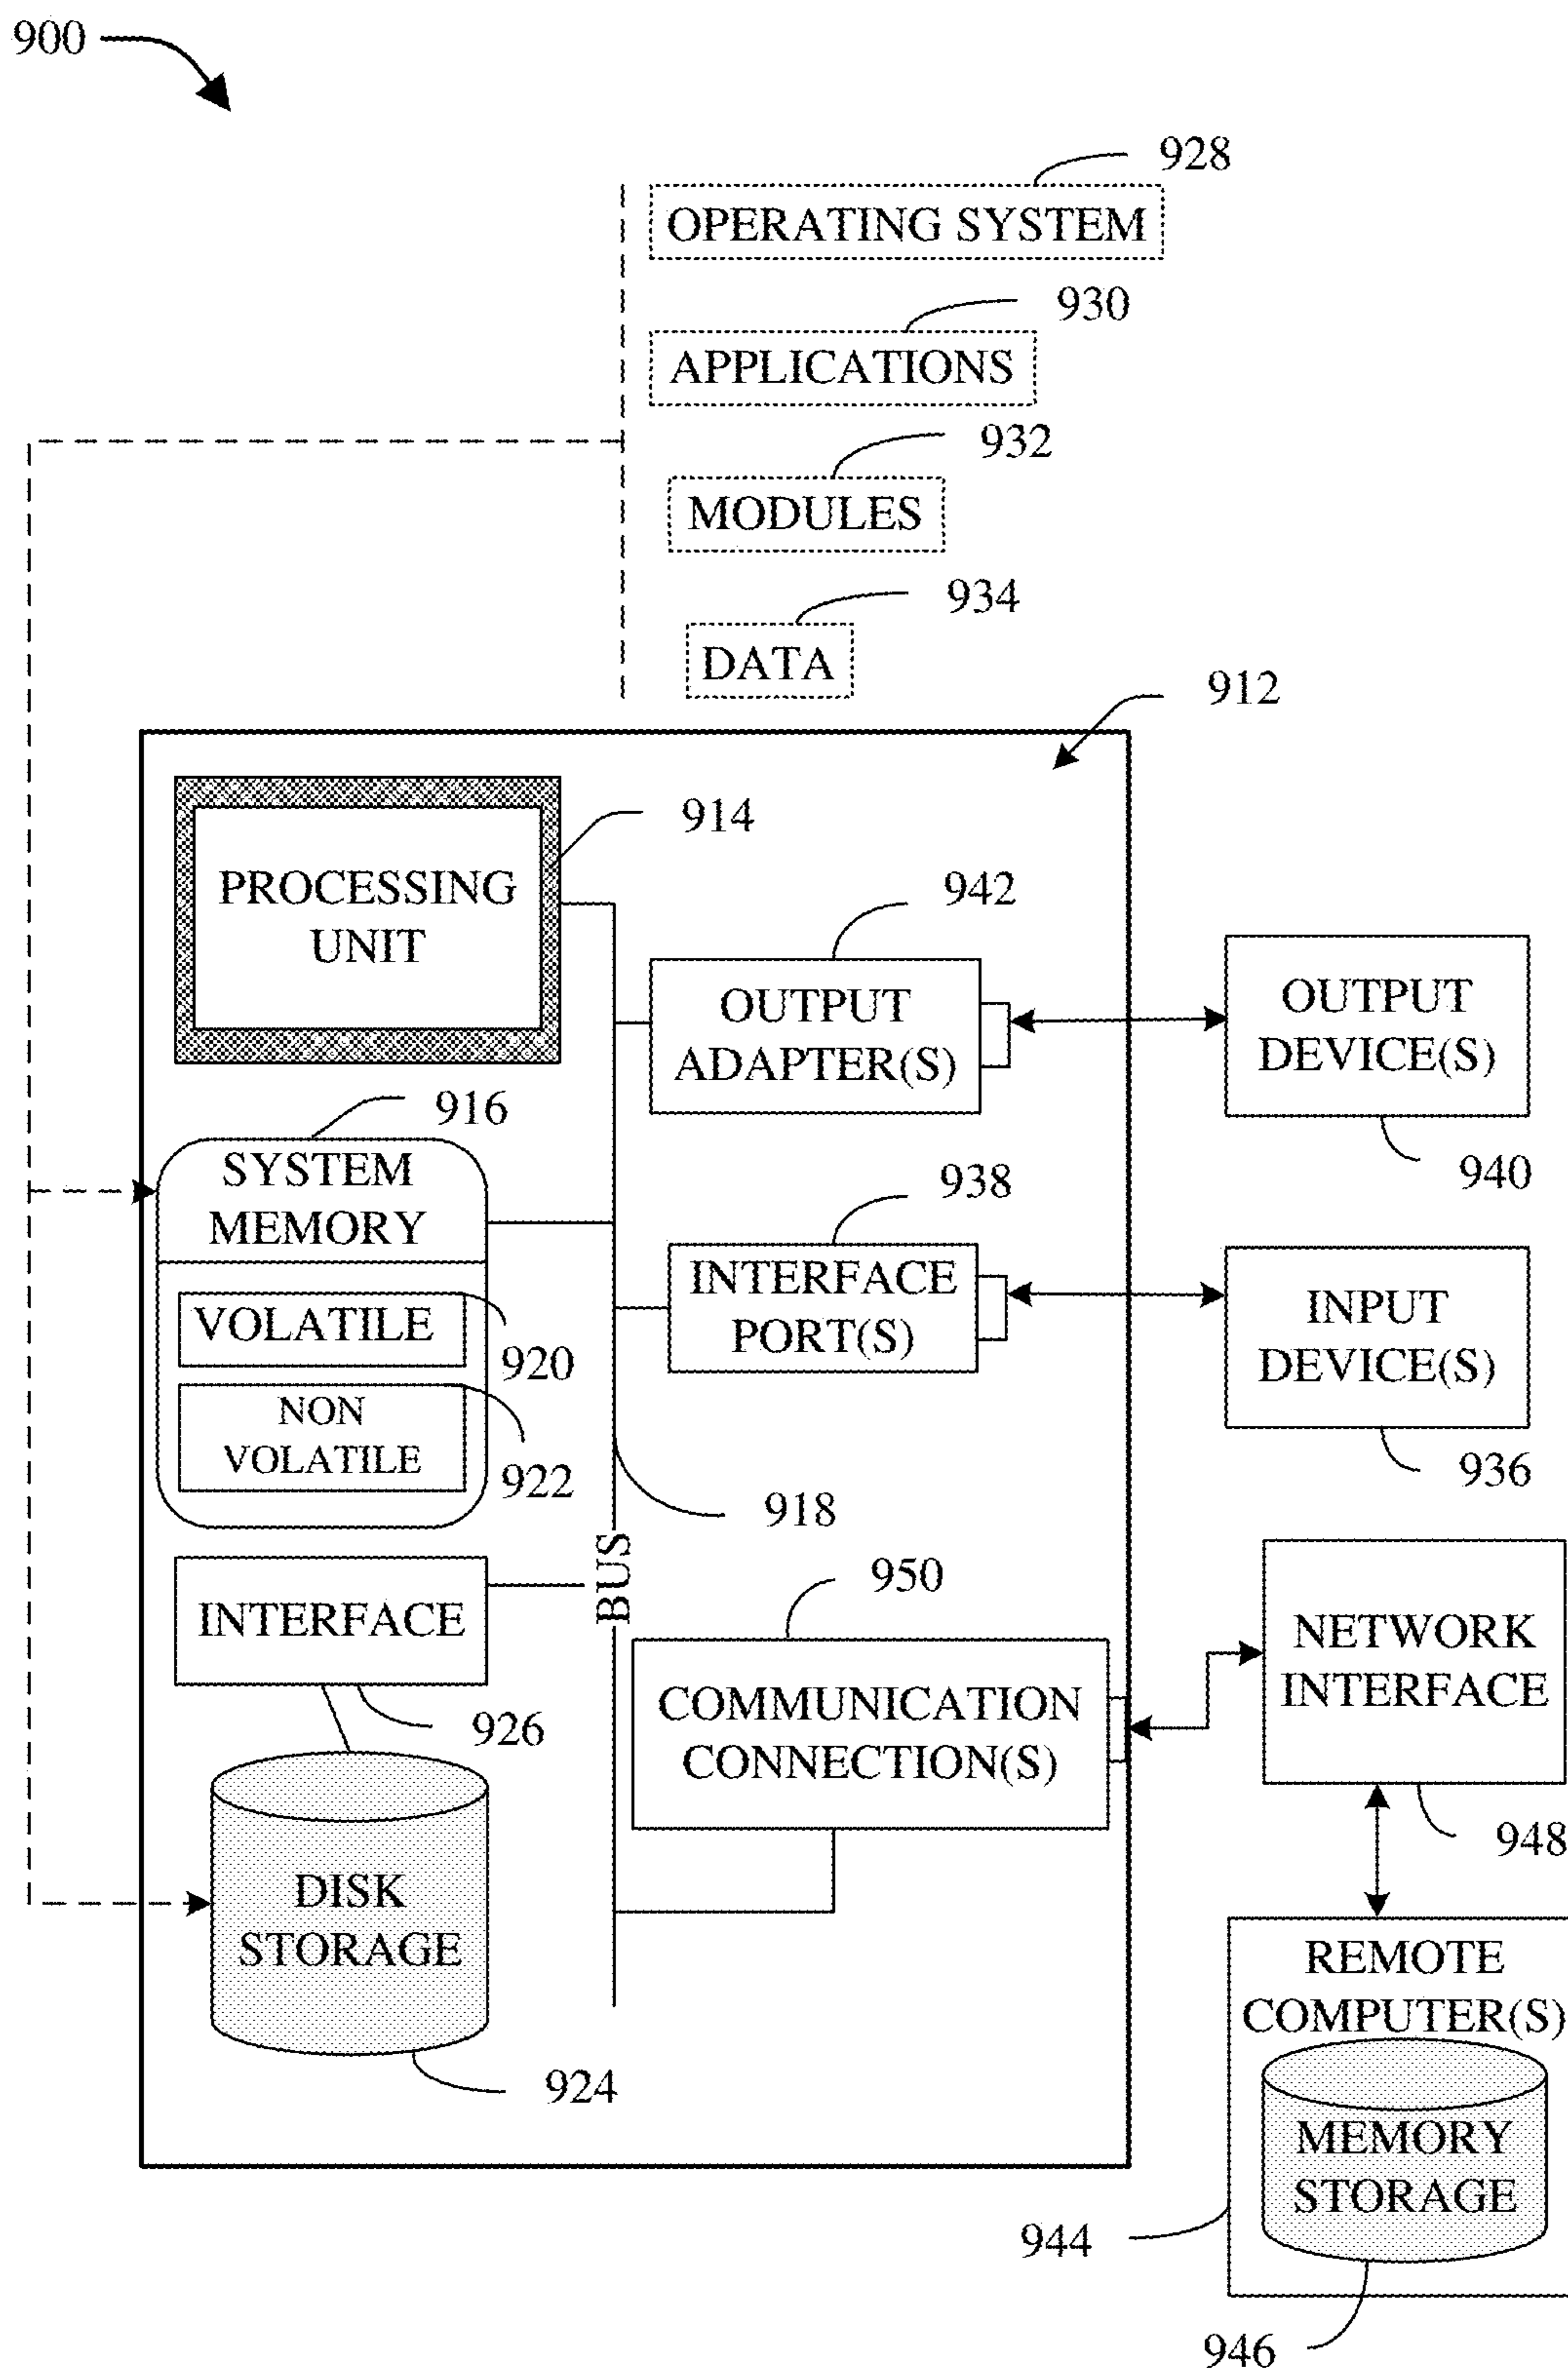 900
928
OPERATING SYSTEM
930
APPLICATIONS
932
MODULES
934
DATA
912
914
PROCESSING
UNIT
942
OUTPUT
ADAPTER(S)
OUTPUT
DEVICE(S)
940
916
SYSTEM
MEMORY
938
INTERFACE
PORT(S)
INPUT
DEVICE(S)
936
VOLATILE
920
NON
VOLATILE
922
918
BUS
INTERFACE
926
950
COMMUNICATION
CONNECTION(S)
NETWORK
INTERFACE
948
DISK
STORAGE
924
REMOTE
COMPUTER(S)
MEMORY
STORAGE
944
946